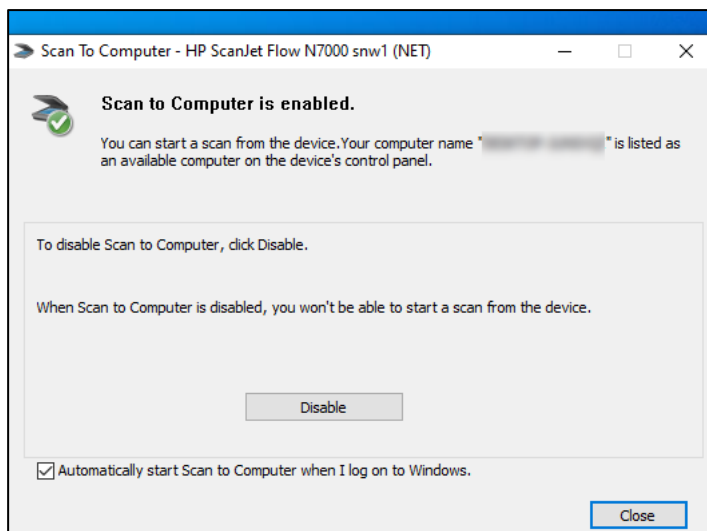 Scan To Computer - HP ScanJet Flow N7000 snw1 (NET)
Scan to Computer is enabled.
You can start a scan from the device.Your computer name "" is listed as
an available computer on the device's control panel.
To disable Scan to Computer, click Disable.
When Scan to Computer is disabled, you won't be able to start a scan from the device.
Disable
Automatically start Scan to Computer when I log on to Windows.
Close